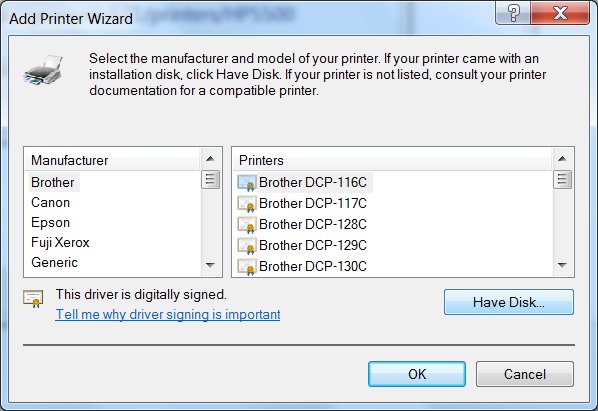 Add Printer Wizard
/printers/HP5500
Select the manufacturer and model of your printer. If your printer came with an
installation disk, click Have Disk. If your printer is not listed, consult your printer
documentation for a compatible printer.
Manufacturer
Brother
Canon
Epson
Fuji Xerox
Generic
Printers
Brother DCP-116C
Brother DCP-117C
Brother DCP-128C
Brother DCP-129C
Brother DCP-130C
This driver is digitally signed.
Tell me why driver signing is important
Have Disk...
OK
Cancel